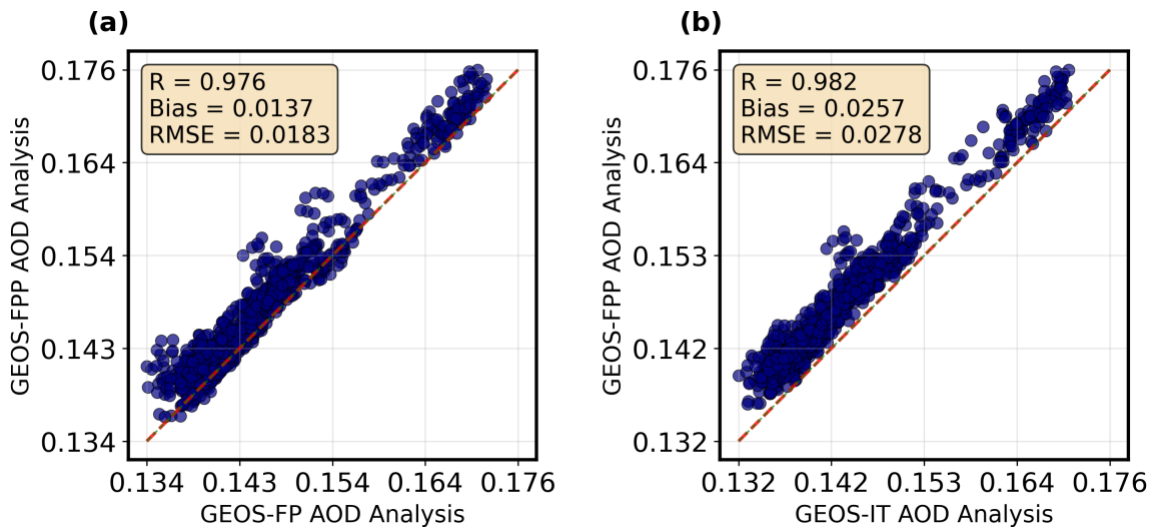 (a)
R = 0.976
Bias = 0.0137
RMSE = 0.0183
GEOS-FPP AOD Analysis
0.176
0.164
0.154
0.143
0.134
0.134 0.143 0.154 0.164 0.176
GEOS-FP AOD Analysis
(b)
R = 0.982
Bias = 0.0257
RMSE = 0.0278
GEOS-FPP AOD Analysis
0.176
0.164
0.153
0.142
0.132
0.132 0.142 0.153 0.164 0.176
GEOS-IT AOD Analysis